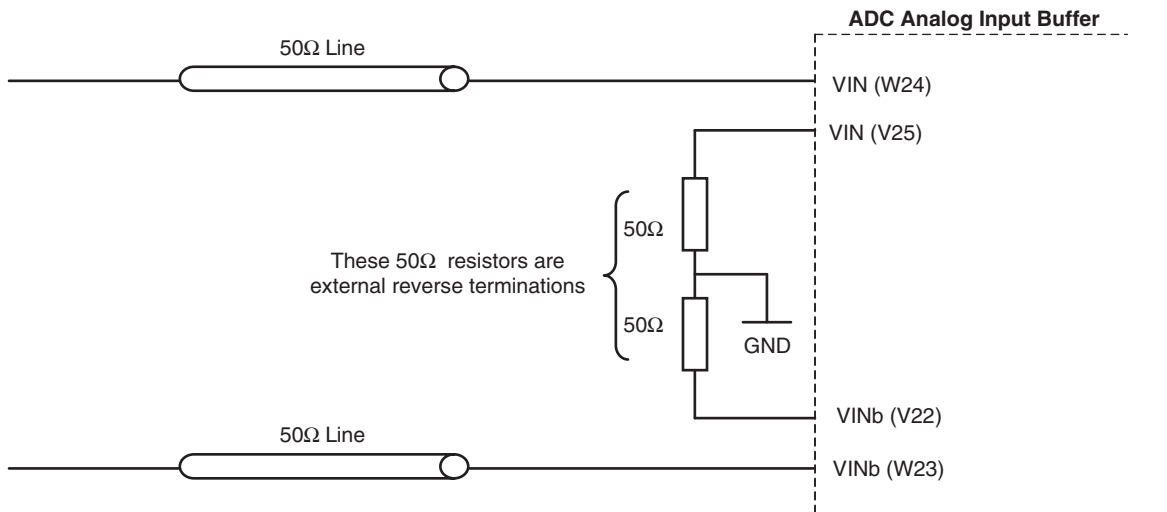 ADC Analog Input Buffer
50Ω Line
VIN (W24)
VIN (V25)
50Ω
These 50Ω resistors are
external reverse terminations
50Ω
GND
VINb (V22)
50Ω Line
VINb (W23)